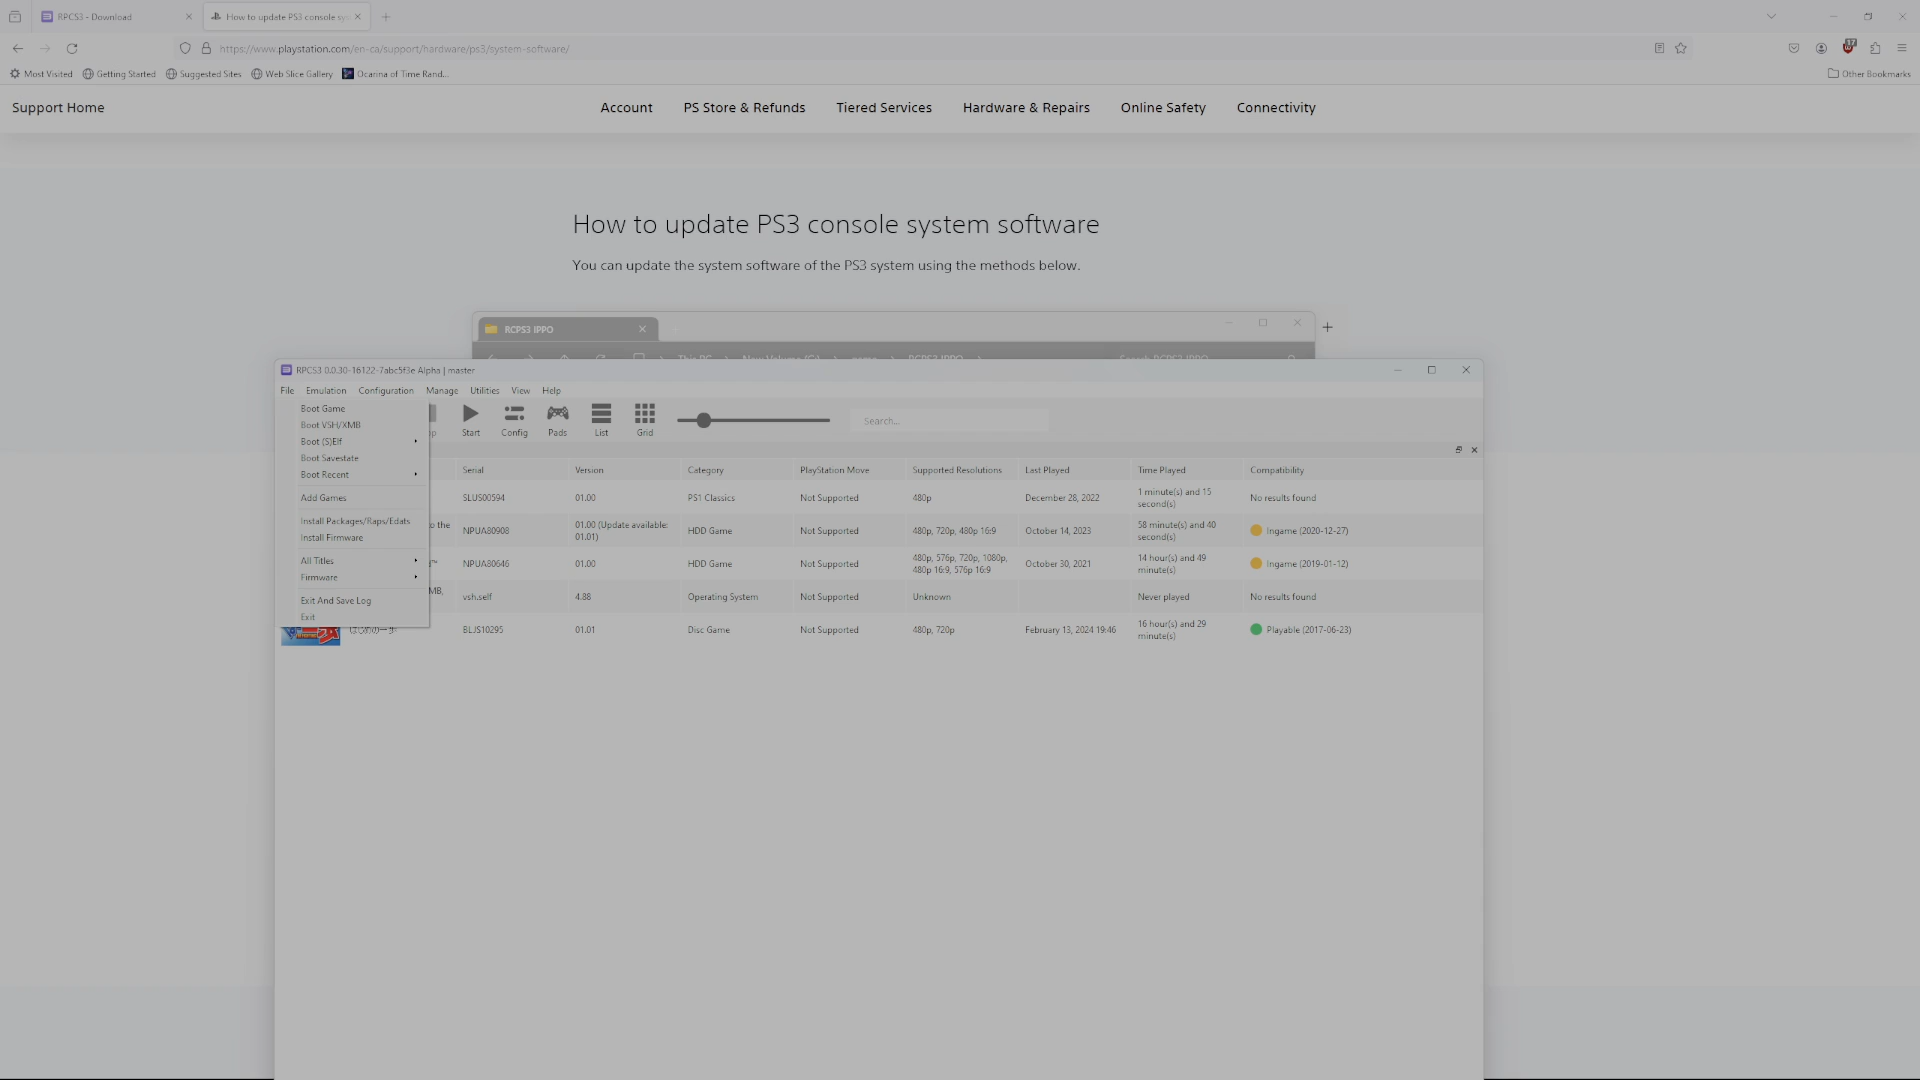 RPCS3 - Download
How to update PS3 console sy
https://www.playstation.com/en-ca/support/hardware/ps3/system-software/
17
Most Visited
Getting Started
Suggested Sites
Web Slice Gallery
Ocarina of Time Rand...
Other Bookmarks
Support Home
Account
PS Store & Refunds
Tiered Services
Hardware & Repairs
Online Safety
Connectivity
How to update PS3 console system software
You can update the system software of the PS3 system using the methods below.
RCPS3 IPPO
RPCS3 0.0.30-16122-7abc5f3e Alpha | master
File Emulation Configuration Manage Utilities View Help
Boot Game
Boot VSH/XMB
Boot (S)Elf
Boot Savestate
Boot Recent
Add Games
Install Packages/Raps/Edats
Install Firmware
All Titles
Firmware
Exit And Save Log
Exit
Start
Config
Pads
List
Grid
Search...
Serial Version Category PlayStation Move Supported Resolutions Last Played Time Played Compatibility
SLUS00594 01.00 PS1 Classics Not Supported 480p December 28, 2022 1 minute(s) and 15 second(s) No results found
o the NPUA80908 01.00 (Update available: 01.01) HDD Game Not Supported 480p, 720p, 480p 16:9 October 14, 2023 58 minute(s) and 40 second(s) Ingame (2020-12-27)
NPUA80646 01.00 HDD Game Not Supported 480p, 576p, 720p, 1080p, 480p 16:9, 576p 16:9 October 30, 2021 14 hour(s) and 49 minute(s) Ingame (2019-01-12)
MB, vsh.self 4.88 Operating System Not Supported Unknown Never played No results found
BLJS10295 01.01 Disc Game Not Supported 480p, 720p February 13, 2024 19:46 16 hour(s) and 29 minute(s) Playable (2017-06-23)